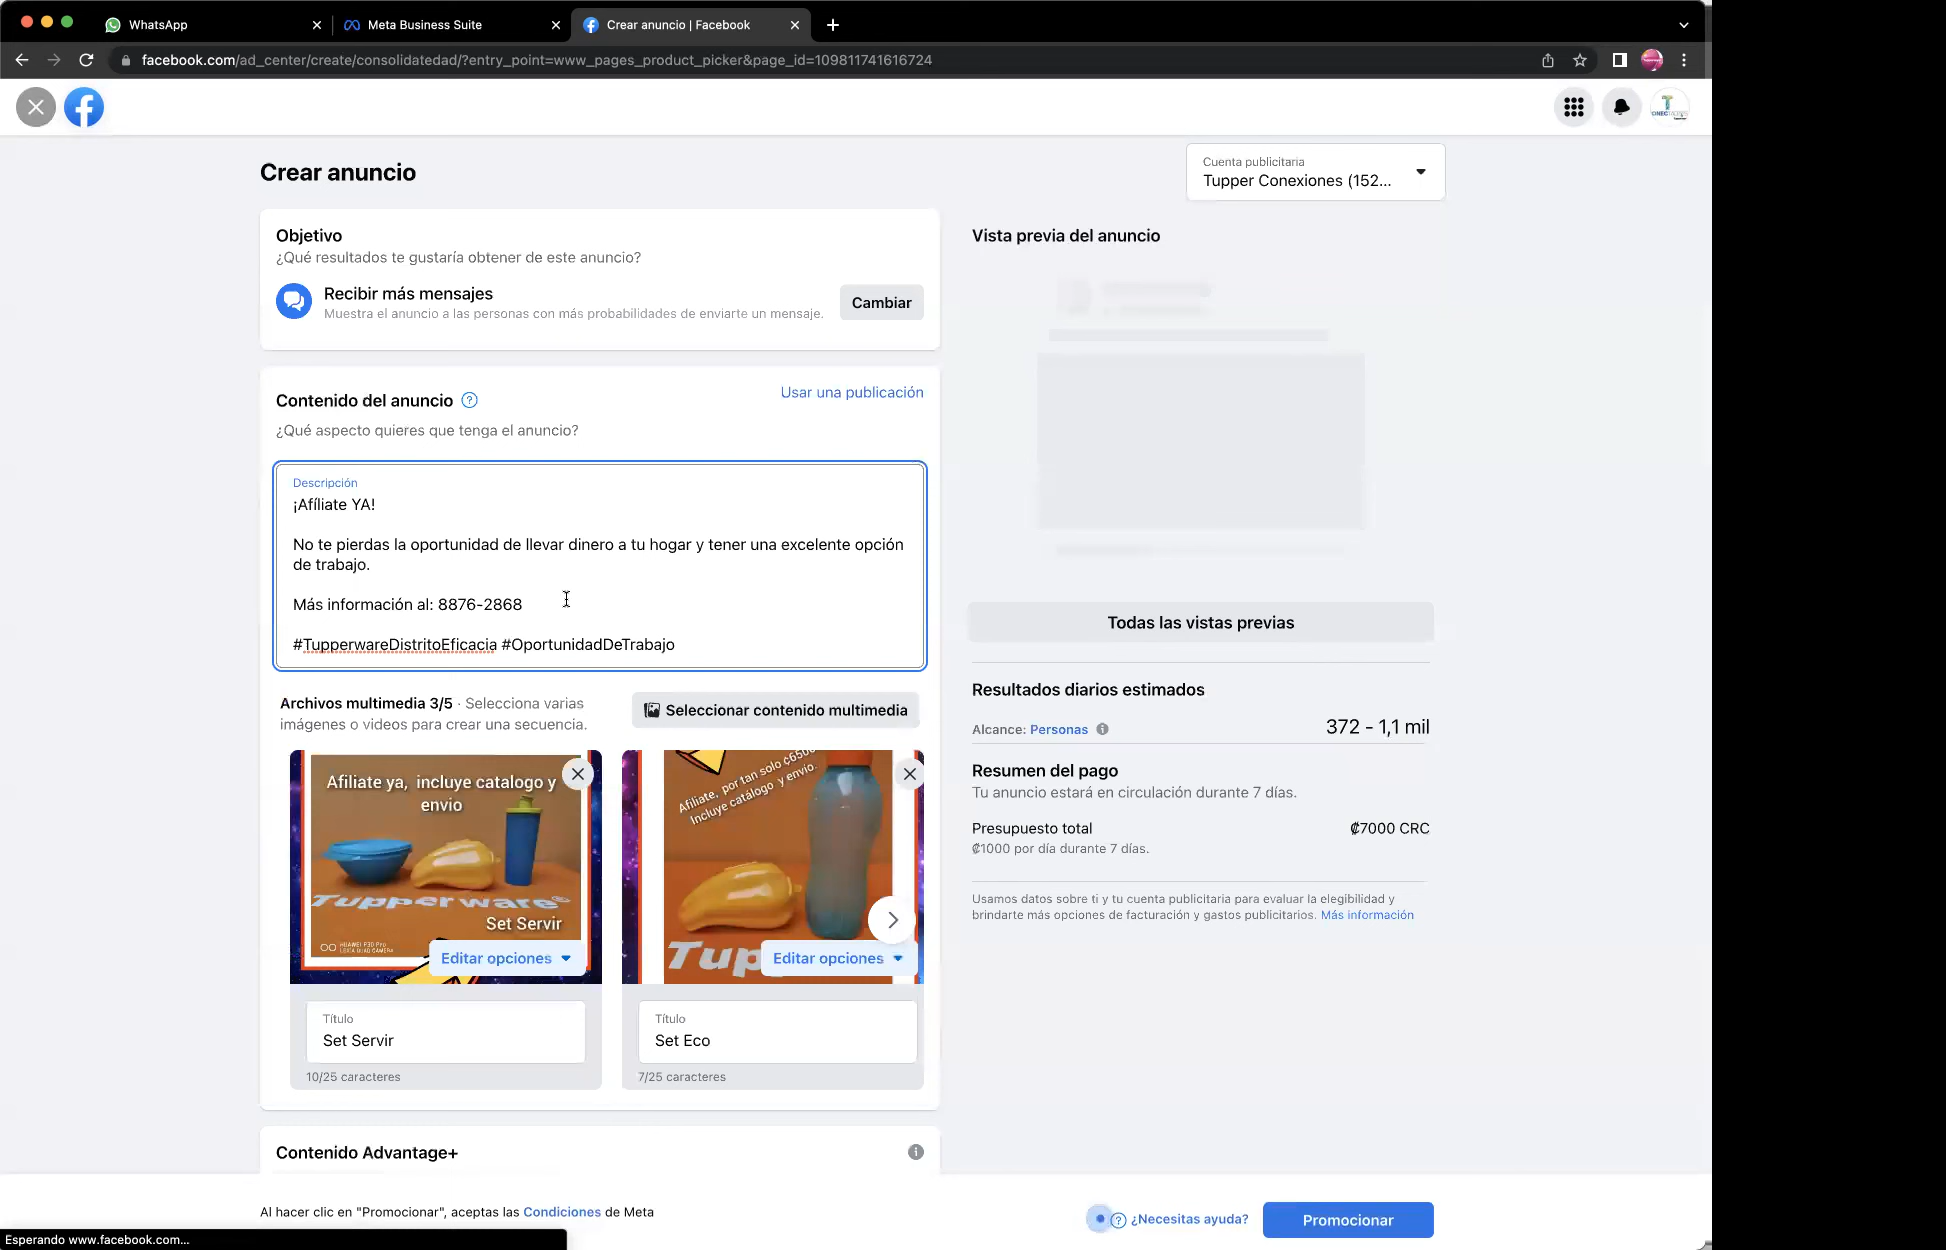 WhatsApp
Meta Business Suite
Crear anuncio | Facebook
facebook.com/ad_center/create/consolidatedad/?entry_point=www_pages_product_picker&page_id=109811741616724
Crear anuncio
Cuenta publicitaria
Tupper Conexiones (152...
Objetivo
¿Qué resultados te gustaría obtener de este anuncio?
Recibir más mensajes
Muestra el anuncio a las personas con más probabilidades de enviarte un mensaje.
Cambiar
Vista previa del anuncio
Contenido del anuncio
Usar una publicación
¿Qué aspecto quieres que tenga el anuncio?
Descripción
¡Afíliate YA!
No te pierdas la oportunidad de llevar dinero a tu hogar y tener una excelente opción
de trabajo.
Más información al: 8876-2868
#TupperwareDistritoEficacia #OportunidadDeTrabajo
Todas las vistas previas
Archivos multimedia 3/5 · Selecciona varias
imágenes o videos para crear una secuencia.
Seleccionar contenido multimedia
Afiliate ya, incluye catalogo y
envio
Tupperware®
Set Servir
HUAWEI P30 Pro
LEICA QUAD CAMERA
Editar opciones
Afiliate, por tan solo ¢6500
Incluye catálogo y envio.
Tup
Editar opciones
Título
Set Servir
10/25 caracteres
Título
Set Eco
7/25 caracteres
Resultados diarios estimados
Alcance: Personas
372 - 1,1 mil
Resumen del pago
Tu anuncio estará en circulación durante 7 días.
Presupuesto total
₡7000 CRC
₡1000 por día durante 7 días.
Usamos datos sobre ti y tu cuenta publicitaria para evaluar la elegibilidad y
brindarte más opciones de facturación y gastos publicitarios. Más información
Contenido Advantage+
Al hacer clic en "Promocionar", aceptas las Condiciones de Meta
¿Necesitas ayuda?
Promocionar
Esperando www.facebook.com...